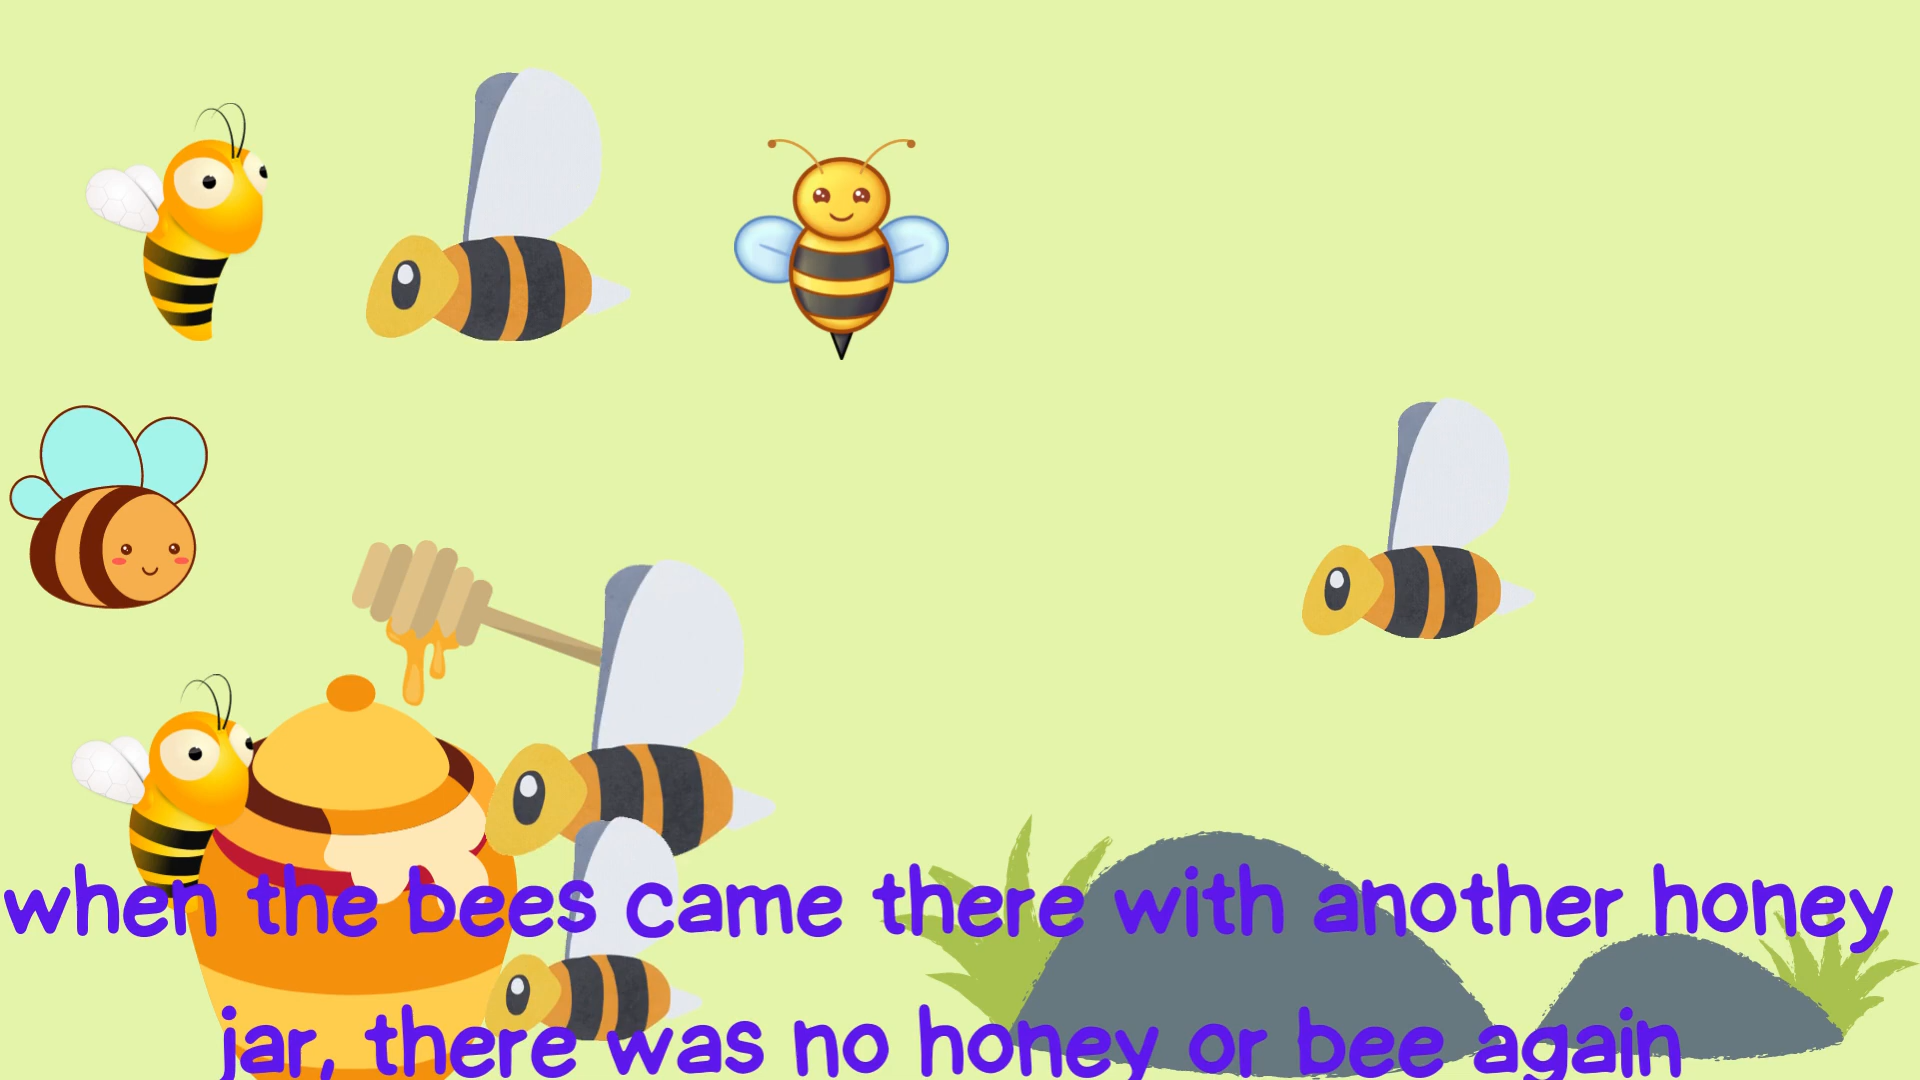 when the bees came there with another honey
jar, there was no honey or bee again